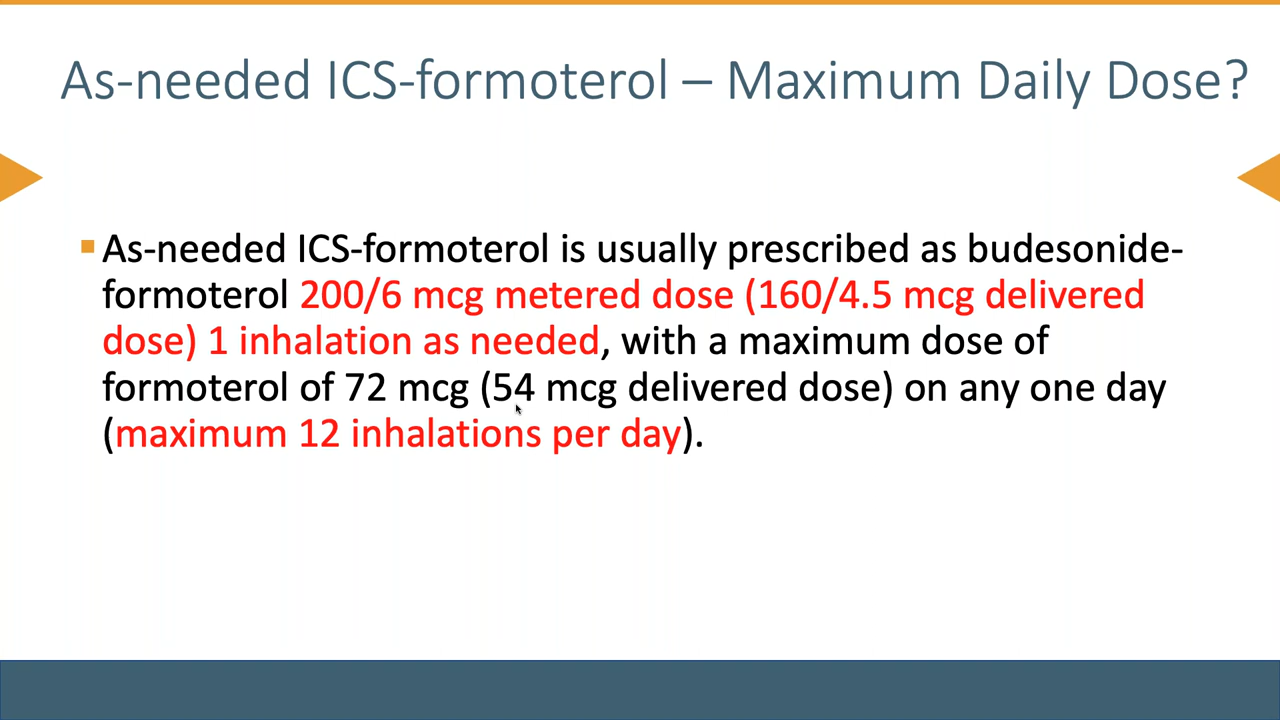 As-needed ICS-formoterol – Maximum Daily Dose?
As-needed ICS-formoterol is usually prescribed as budesonide-
formoterol 200/6 mcg metered dose (160/4.5 mcg delivered
dose) 1 inhalation as needed, with a maximum dose of
formoterol of 72 mcg (54 mcg delivered dose) on any one day
(maximum 12 inhalations per day).